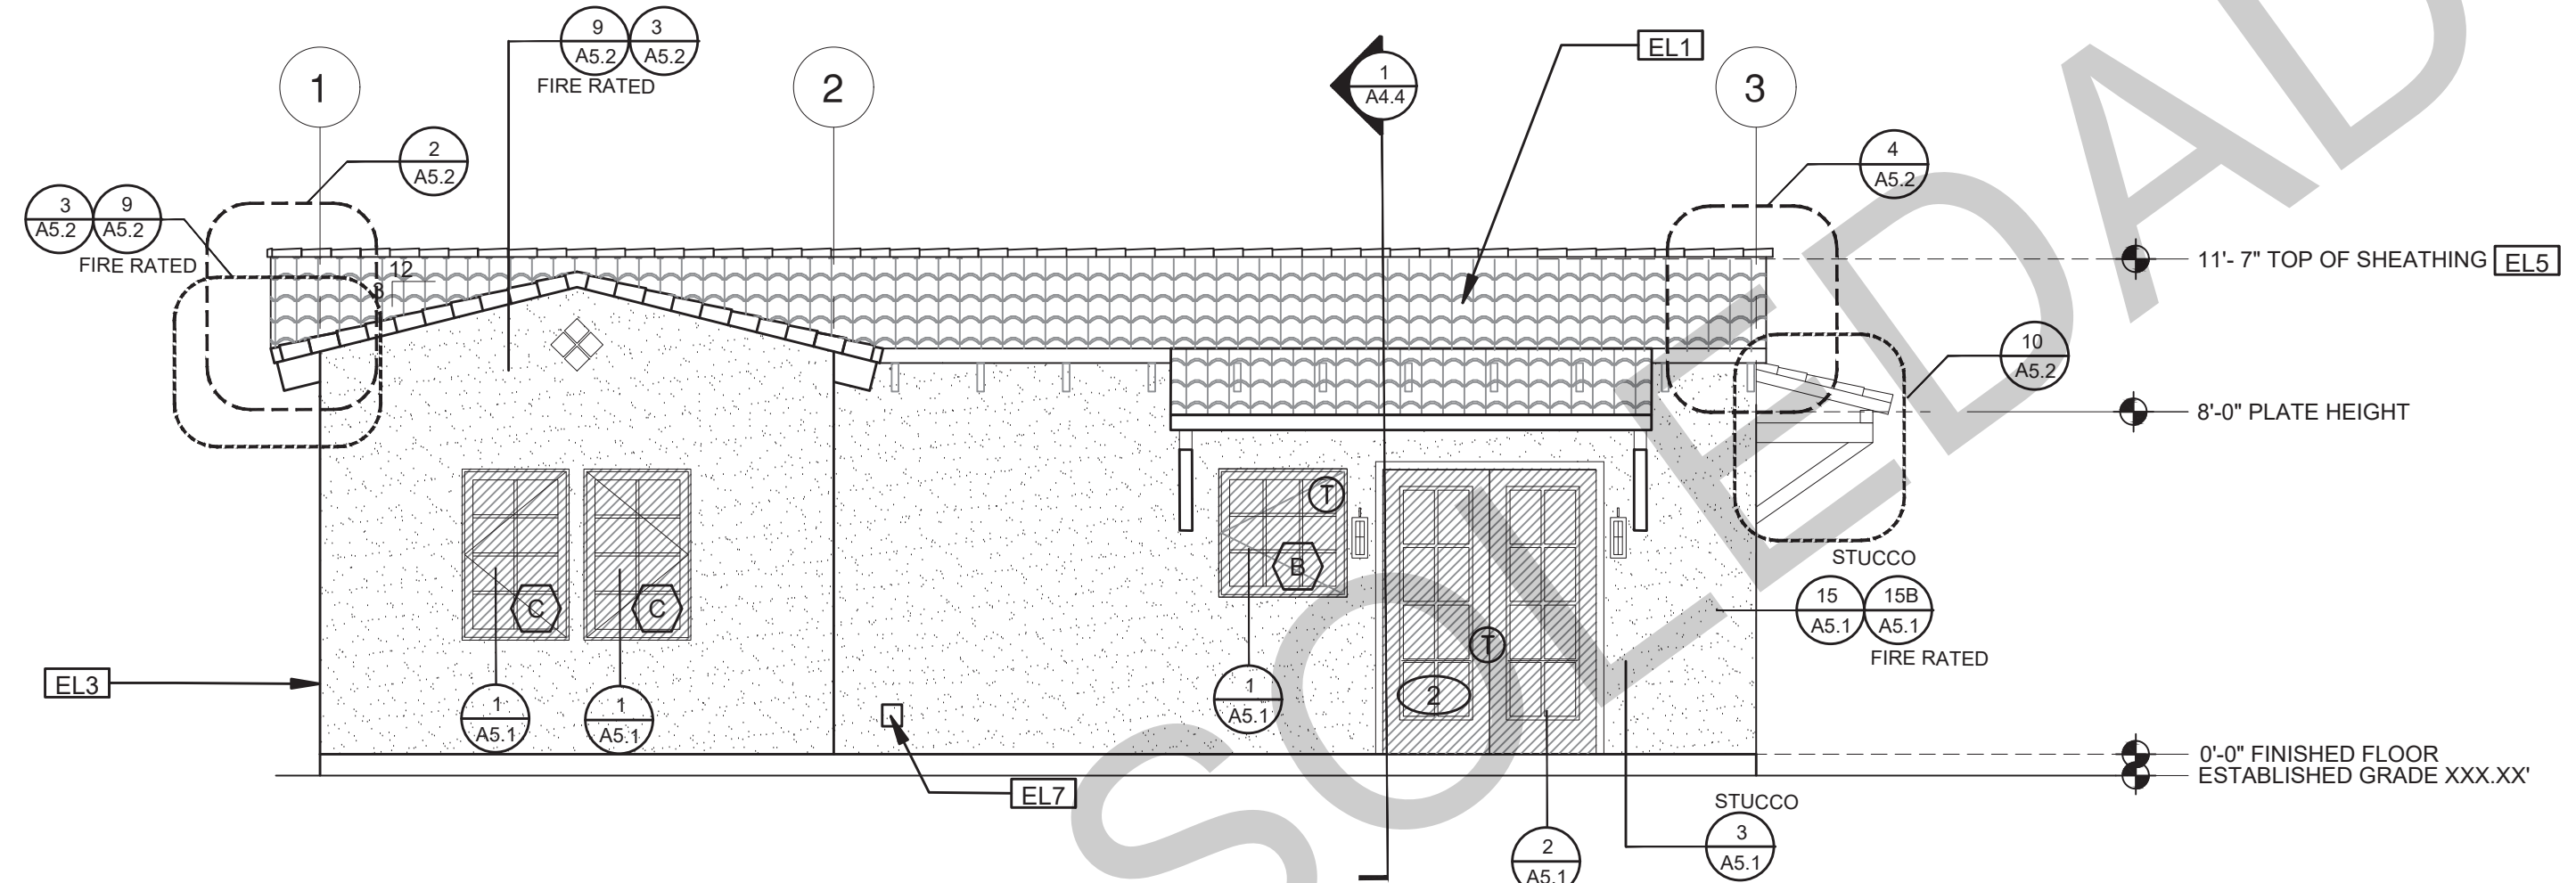 9
A5.2
3
A5.2
FIRE RATED
1
2
1
A4.4
EL1
3
2
A5.2
4
A5.2
3
A5.2
9
A5.2
FIRE RATED
12
3
11'- 7" TOP OF SHEATHING
EL5
10
A5.2
8'-0" PLATE HEIGHT
T
B
C
C
STUCCO
15
A5.1
15B
A5.1
FIRE RATED
T
EL3
2
1
A5.1
1
A5.1
1
A5.1
EL7
0'-0" FINISHED FLOOR
ESTABLISHED GRADE XXX.XX'
STUCCO
3
A5.1
2
A5.1
SOLEDAD